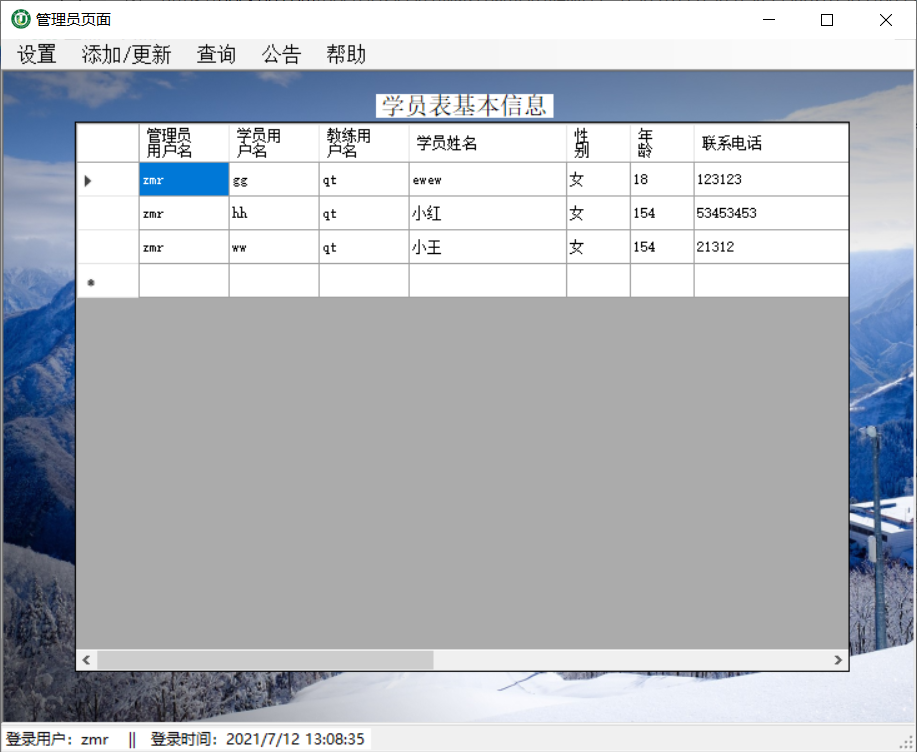 管理员页面
设置 添加/更新 查询 公告 帮助
学员表基本信息
管理员用户名 学员用户名 教练用户名 学员姓名 性别 年龄 联系电话
zmr gg qt ewew 女 18 123123
zmr hh qt 小红 女 154 53453453
zmr ww qt 小王 女 154 21312
登录用户：zmr || 登录时间：2021/7/12 13:08:35